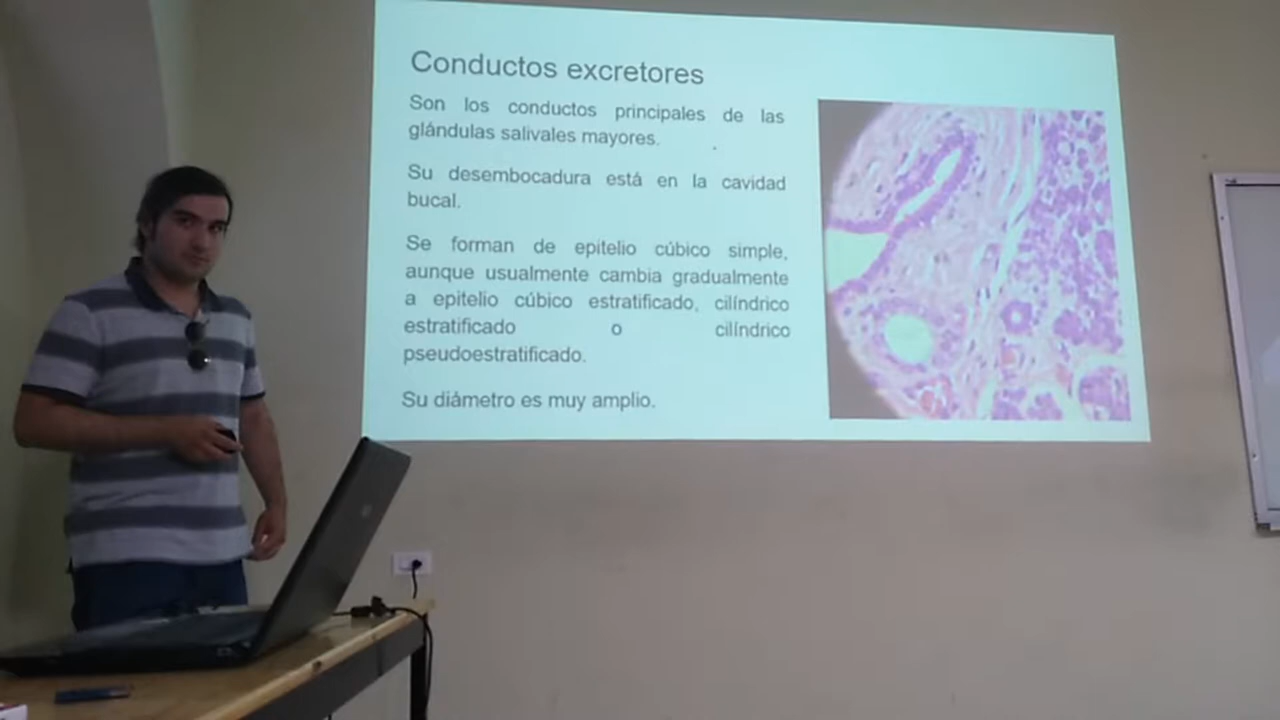 Conductos excretores
Son los conductos principales de las
glándulas salivales mayores.
Su desembocadura está en la cavidad
bucal.
Se forman de epitelio cúbico simple,
aunque usualmente cambia gradualmente
a epitelio cúbico estratificado, cilíndrico
estratificado o cilíndrico
pseudoestratificado.
Su diámetro es muy amplio.